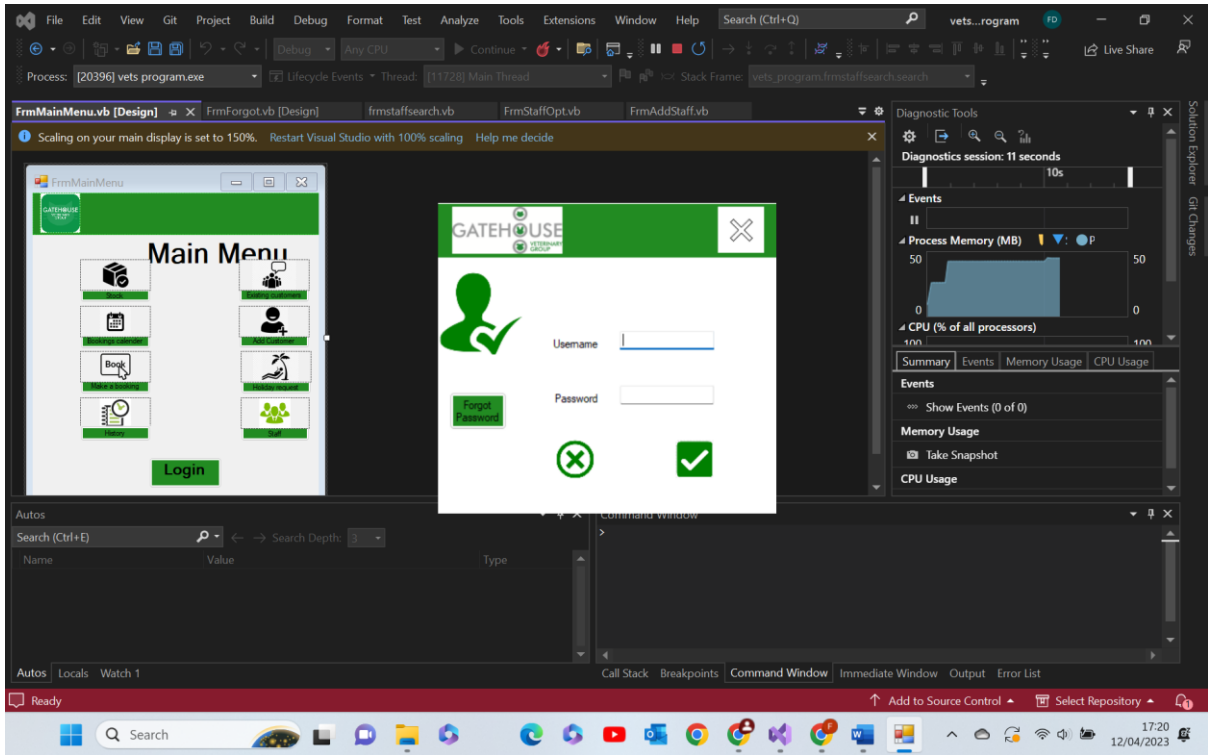 File Edit View Git Project Build Debug Format Test Analyze Tools Extensions Window Help Search (Ctrl+Q) vets...rogram FD
Debug Any CPU Continue Live Share
Process: [20396] vets program.exe Lifecycle Events Thread: [11728] Main Thread Stack Frame: vets_program.frmstaffsearch.search
FrmMainMenu.vb [Design] FrmForgot.vb [Design] frmstaffsearch.vb FrmStaffOpt.vb FrmAddStaff.vb
Scaling on your main display is set to 150%. Restart Visual Studio with 100% scaling Help me decide
FrmMainMenu
GATEHOUSE
Main Menu
Stock
Existing customers
Bookings calender
Add Customer
Book
Make a booking
Holiday request
History
Staff
Login
GATEHOUSE
VETERINARY
GROUP
Username
Password
Forgot
Password
Diagnostic Tools
Diagnostics session: 11 seconds
10s
Events
Process Memory (MB) P
50 50
0 0
CPU (% of all processors)
100 100
Summary Events Memory Usage CPU Usage
Events
Show Events (0 of 0)
Memory Usage
Take Snapshot
CPU Usage
Solution Explorer
Git Changes
Autos
Search (Ctrl+E) Search Depth: 3
Name Value Type
Autos Locals Watch 1
Command Window
>
Call Stack Breakpoints Command Window Immediate Window Output Error List
Ready Add to Source Control Select Repository
Search
17:20
12/04/2023